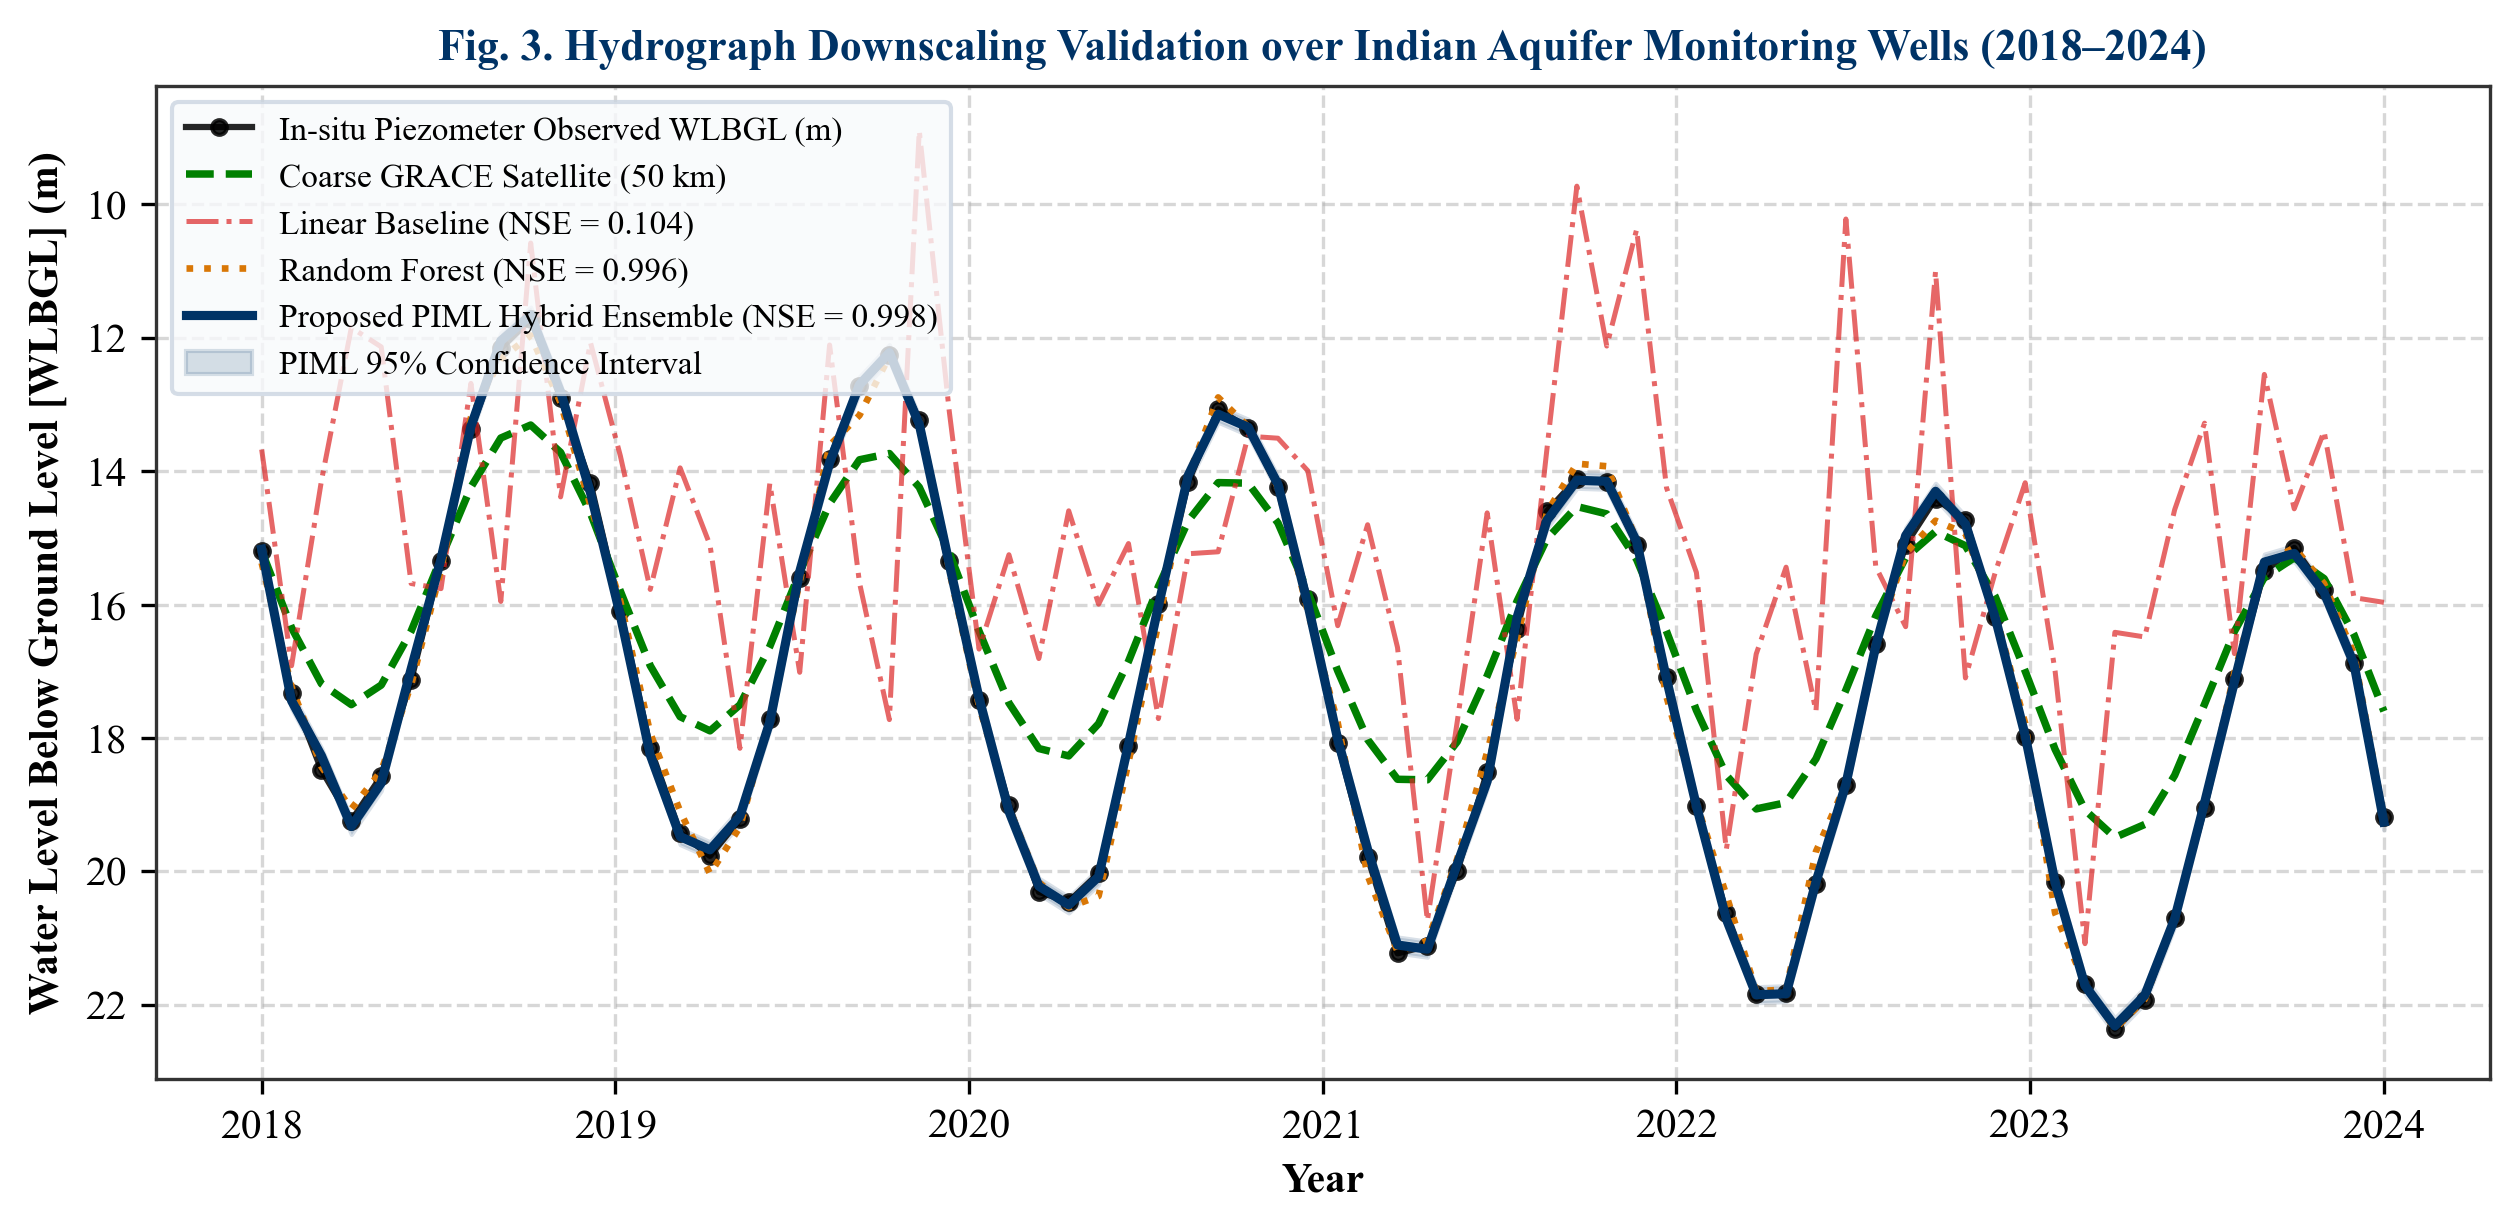 Fig. 3. Hydrograph Downscaling Validation over Indian Aquifer Monitoring Wells (2018–2024)
In-situ Piezometer Observed WLBGL (m)
Coarse GRACE Satellite (50 km)
Linear Baseline (NSE = 0.104)
Random Forest (NSE = 0.996)
Proposed PIML Hybrid Ensemble (NSE = 0.998)
PIML 95% Confidence Interval
Water Level Below Ground Level [WLBGL] (m)
10
12
14
16
18
20
22
2018 2019 2020 2021 2022 2023 2024
Year